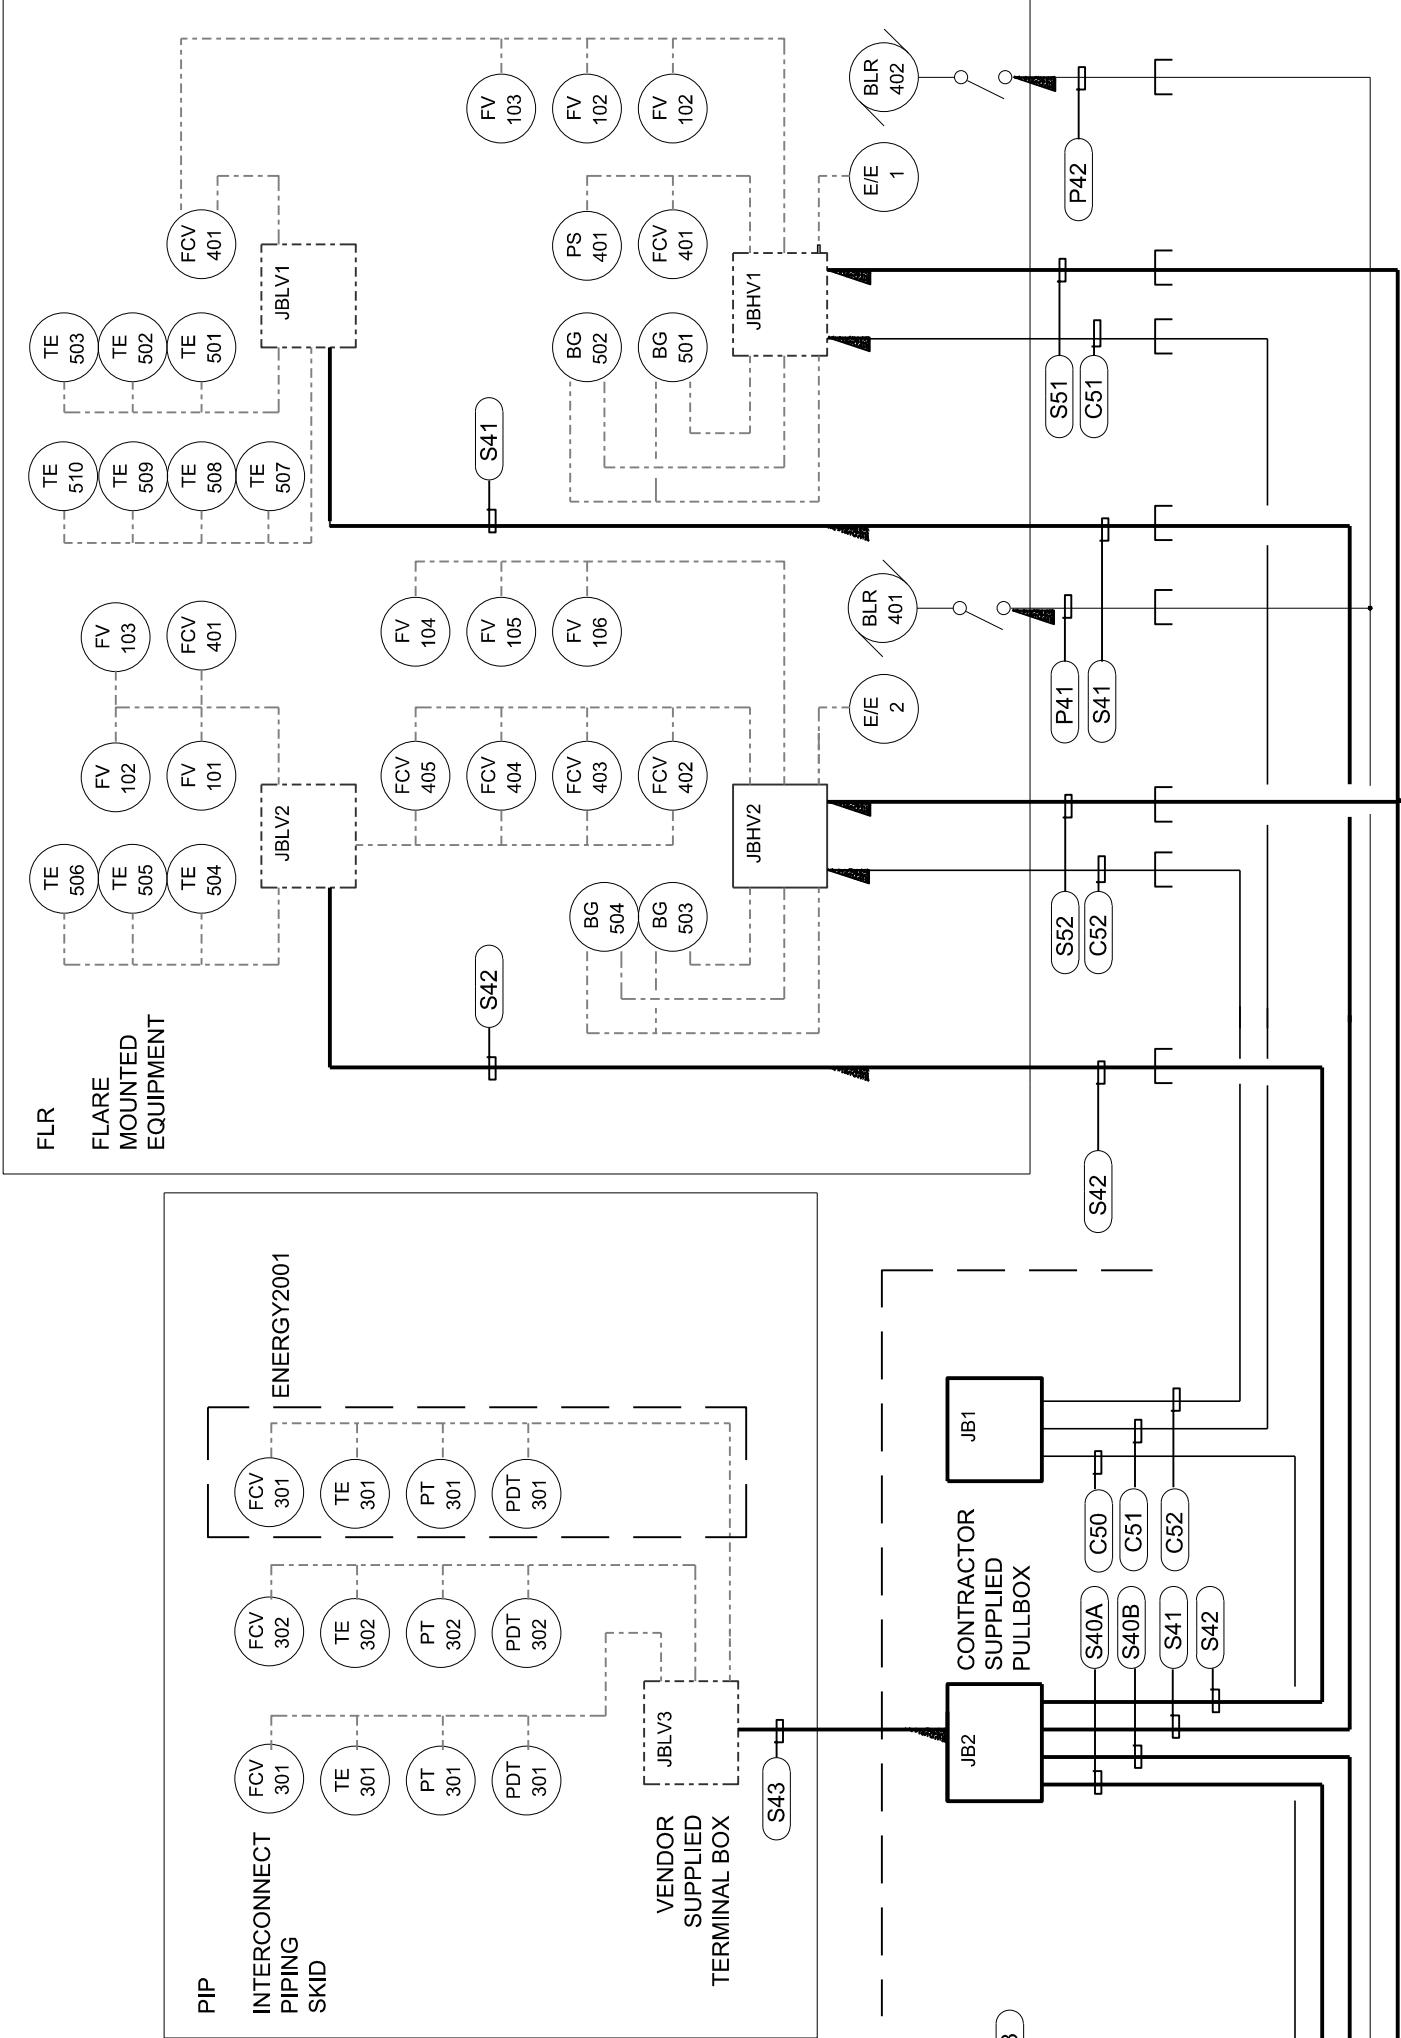 FLR
FLARE
MOUNTED
EQUIPMENT
TE
506
TE
505
TE
504
FV
102
FV
101
FV
103
FCV
401
JBLV2
TE
510
TE
509
TE
508
TE
507
TE
503
TE
502
TE
501
FCV
401
JBLV1
S42
S41
FCV
405
FCV
404
FCV
403
FCV
402
FV
104
FV
105
FV
106
BG
504
BG
503
JBHV2
E/E
2
BLR
401
FV
103
FV
102
FV
102
PS
401
FCV
401
BG
502
BG
501
JBHV1
E/E
1
BLR
402
S42
S52
C52
P41
S41
S51
C51
P42
PIP
INTERCONNECT
PIPING
SKID
ENERGY2001
FCV
301
TE
301
PT
301
PDT
301
FCV
302
TE
302
PT
302
PDT
302
FCV
301
TE
301
PT
301
PDT
301
JBLV3
VENDOR
SUPPLIED
TERMINAL BOX
S43
JB2
CONTRACTOR
SUPPLIED
PULLBOX
JB1
S40A
S40B
S41
S42
C50
C51
C52